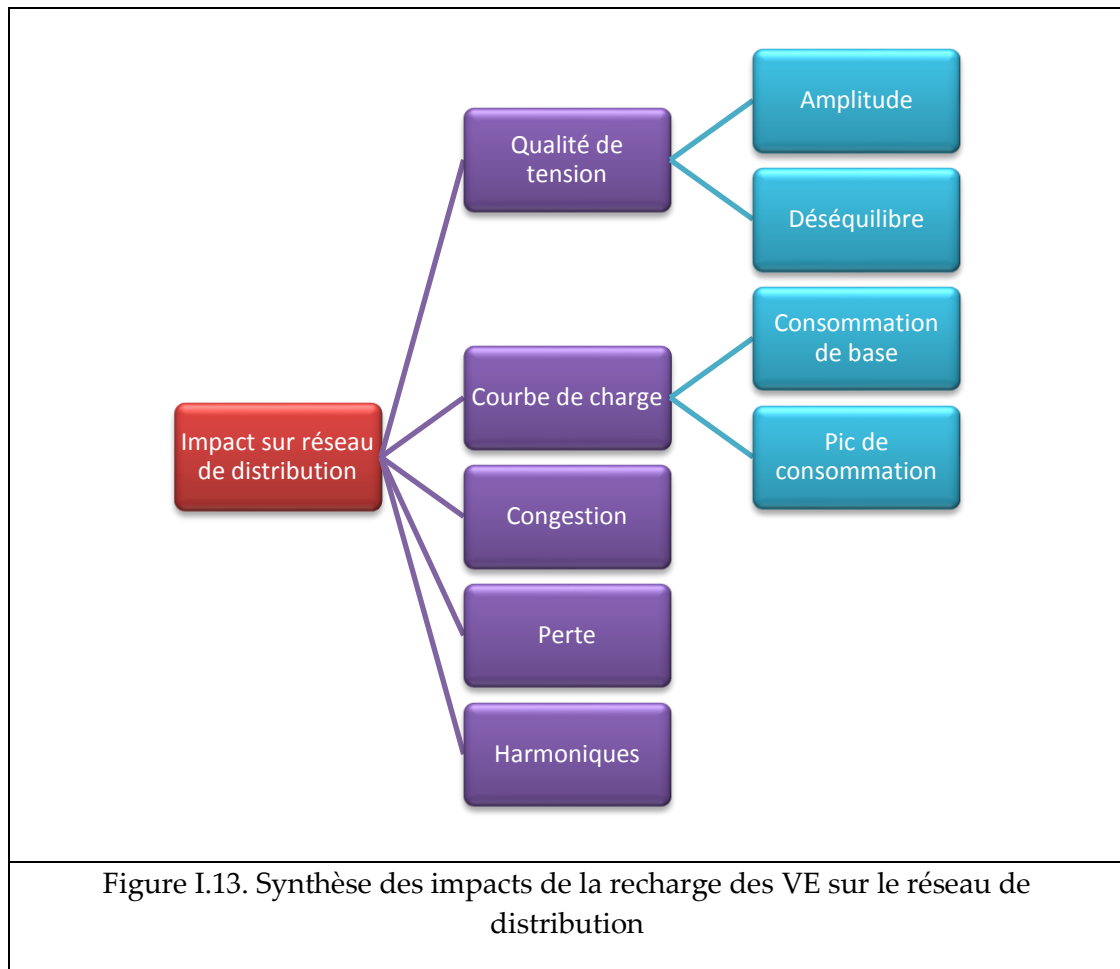 Impact sur réseau
de distribution
Qualité de
tension
Amplitude
Déséquilibre
Courbe de charge
Consommation
de base
Pic de
consommation
Congestion
Perte
Harmoniques
Figure I.13. Synthèse des impacts de la recharge des VE sur le réseau de
distribution